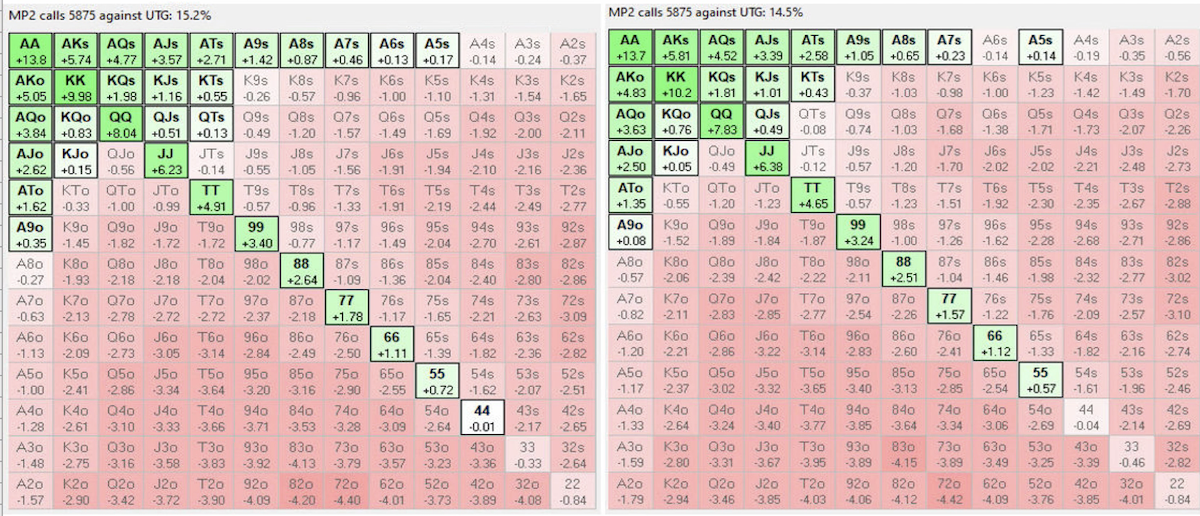 MP2 calls 5875 against UTG: 15.2%
AA AKs AQs AJs ATs A9s A8s A7s A6s A5s A4s A3s A2s
+13.8 +5.74 +4.77 +3.57 +2.71 +1.42 +0.87 +0.46 +0.13 +0.17 -0.14 -0.24 -0.37
AKo KK KQs KJs KTs K9s K8s K7s K6s K5s K4s K3s K2s
+5.05 +9.98 +1.98 +1.16 +0.55 -0.26 -0.57 -0.96 -1.00 -1.10 -1.31 -1.54 -1.65
AQo KQo QQ QJs QTs Q9s Q8s Q7s Q6s Q5s Q4s Q3s Q2s
+3.84 +0.83 +8.04 +0.51 +0.13 -0.49 -1.20 -1.57 -1.49 -1.69 -1.92 -2.00 -2.11
AJo KJo QJo JJ JTs J9s J8s J7s J6s J5s J4s J3s J2s
+2.62 +0.15 -0.56 +6.23 -0.14 -0.55 -1.05 -1.56 -1.91 -1.94 -2.10 -2.16 -2.36
ATo KTo QTo JTo TT T9s T8s T7s T6s T5s T4s T3s T2s
+1.62 -0.33 -1.00 -0.99 +4.91 -0.57 -0.96 -1.33 -1.91 -2.19 -2.44 -2.49 -2.77
A9o K9o Q9o J9o T9o 99 98s 97s 96s 95s 94s 93s 92s
+0.35 -1.45 -1.82 -1.72 -1.72 +3.40 -0.77 -1.17 -1.49 -2.04 -2.70 -2.61 -2.87
A8o K8o Q8o J8o T8o 98o 88 87s 86s 85s 84s 83s 82s
-0.27 -1.93 -2.18 -2.18 -2.04 -2.02 +2.64 -1.09 -1.36 -2.04 -2.40 -2.80 -2.86
A7o K7o Q7o J7o T7o 97o 87o 77 76s 75s 74s 73s 72s
-0.63 -2.13 -2.78 -2.72 -2.72 -2.37 -2.18 +1.78 -1.17 -1.65 -2.21 -2.63 -3.09
A6o K6o Q6o J6o T6o 96o 86o 76o 66 65s 64s 63s 62s
-1.13 -2.09 -2.73 -3.05 -3.14 -2.84 -2.49 -2.50 +1.11 -1.39 -1.82 -2.36 -2.82
A5o K5o Q5o J5o T5o 95o 85o 75o 65o 55 54s 53s 52s
-1.00 -2.41 -2.86 -3.34 -3.64 -3.20 -3.16 -2.90 -2.55 +0.72 -1.62 -2.07 -2.51
A4o K4o Q4o J4o T4o 94o 84o 74o 64o 54o 44 43s 42s
-1.28 -2.61 -3.10 -3.33 -3.66 -3.71 -3.53 -3.28 -3.09 -2.64 -0.01 -2.17 -2.65
A3o K3o Q3o J3o T3o 93o 83o 73o 63o 53o 43o 33 32s
-1.48 -2.75 -3.16 -3.58 -3.83 -3.92 -4.13 -3.79 -3.57 -3.23 -3.36 -0.33 -2.64
A2o K2o Q2o J2o T2o 92o 82o 72o 62o 52o 42o 32o 22
-1.57 -2.90 -3.42 -3.72 -3.90 -4.09 -4.20 -4.40 -4.01 -3.73 -3.89 -4.08 -0.84
MP2 calls 5875 against UTG: 14.5%
AA AKs AQs AJs ATs A9s A8s A7s A6s A5s A4s A3s A2s
+13.7 +5.81 +4.52 +3.39 +2.58 +1.05 +0.65 +0.23 -0.14 +0.14 -0.19 -0.35 -0.56
AKo KK KQs KJs KTs K9s K8s K7s K6s K5s K4s K3s K2s
+4.83 +10.2 +1.81 +1.01 +0.43 -0.37 -1.03 -0.98 -1.00 -1.23 -1.42 -1.49 -1.70
AQo KQo QQ QJs QTs Q9s Q8s Q7s Q6s Q5s Q4s Q3s Q2s
+3.63 +0.76 +7.83 +0.49 -0.08 -0.74 -1.03 -1.68 -1.38 -1.71 -1.73 -2.07 -2.26
AJo KJo QJo JJ JTs J9s J8s J7s J6s J5s J4s J3s J2s
+2.50 +0.05 -0.49 +6.38 -0.12 -0.57 -1.20 -1.70 -2.02 -2.02 -2.21 -2.48 -2.73
ATo KTo QTo JTo TT T9s T8s T7s T6s T5s T4s T3s T2s
+1.35 -0.55 -1.20 -1.23 +4.65 -0.57 -1.23 -1.51 -1.92 -2.30 -2.35 -2.67 -2.88
A9o K9o Q9o J9o T9o 99 98s 97s 96s 95s 94s 93s 92s
+0.08 -1.52 -1.89 -1.84 -1.87 +3.24 -1.00 -1.26 -1.62 -2.28 -2.68 -2.71 -2.86
A8o K8o Q8o J8o T8o 98o 88 87s 86s 85s 84s 83s 82s
-0.57 -2.06 -2.39 -2.42 -2.22 -2.11 +2.51 -1.04 -1.46 -1.98 -2.32 -2.77 -3.02
A7o K7o Q7o J7o T7o 97o 87o 77 76s 75s 74s 73s 72s
-0.82 -2.11 -2.83 -2.85 -2.77 -2.54 -2.26 +1.57 -1.22 -1.76 -2.09 -2.57 -3.10
A6o K6o Q6o J6o T6o 96o 86o 76o 66 65s 64s 63s 62s
-1.20 -2.21 -2.86 -3.22 -3.14 -2.83 -2.60 -2.41 +1.12 -1.33 -1.82 -2.16 -2.74
A5o K5o Q5o J5o T5o 95o 85o 75o 65o 55 54s 53s 52s
-1.17 -2.37 -3.02 -3.32 -3.65 -3.40 -3.13 -2.85 -2.54 +0.57 -1.61 -1.96 -2.46
A4o K4o Q4o J4o T4o 94o 84o 74o 64o 54o 44 43s 42s
-1.33 -2.64 -3.24 -3.40 -3.77 -3.85 -3.64 -3.34 -3.06 -2.69 -0.04 -2.14 -2.69
A3o K3o Q3o J3o T3o 93o 83o 73o 63o 53o 43o 33 32s
-1.59 -2.80 -3.31 -3.67 -3.95 -3.89 -4.15 -3.89 -3.49 -3.25 -3.39 -0.46 -2.82
A2o K2o Q2o J2o T2o 92o 82o 72o 62o 52o 42o 32o 22
-1.79 -2.94 -3.46 -3.85 -4.03 -4.06 -4.12 -4.42 -4.09 -3.76 -3.85 -4.01 -0.84